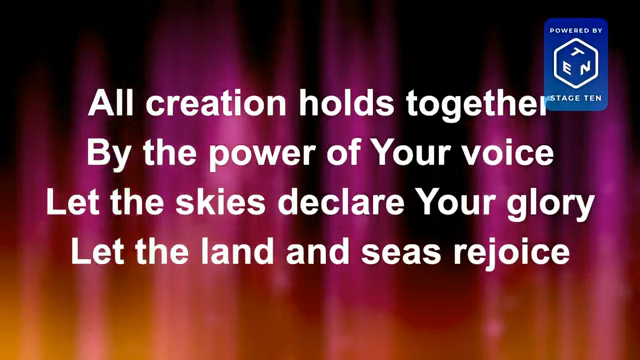 POWERED BY
TEN
STAGE TEN
All creation holds together
By the power of Your voice
Let the skies declare Your glory
Let the land and seas rejoice